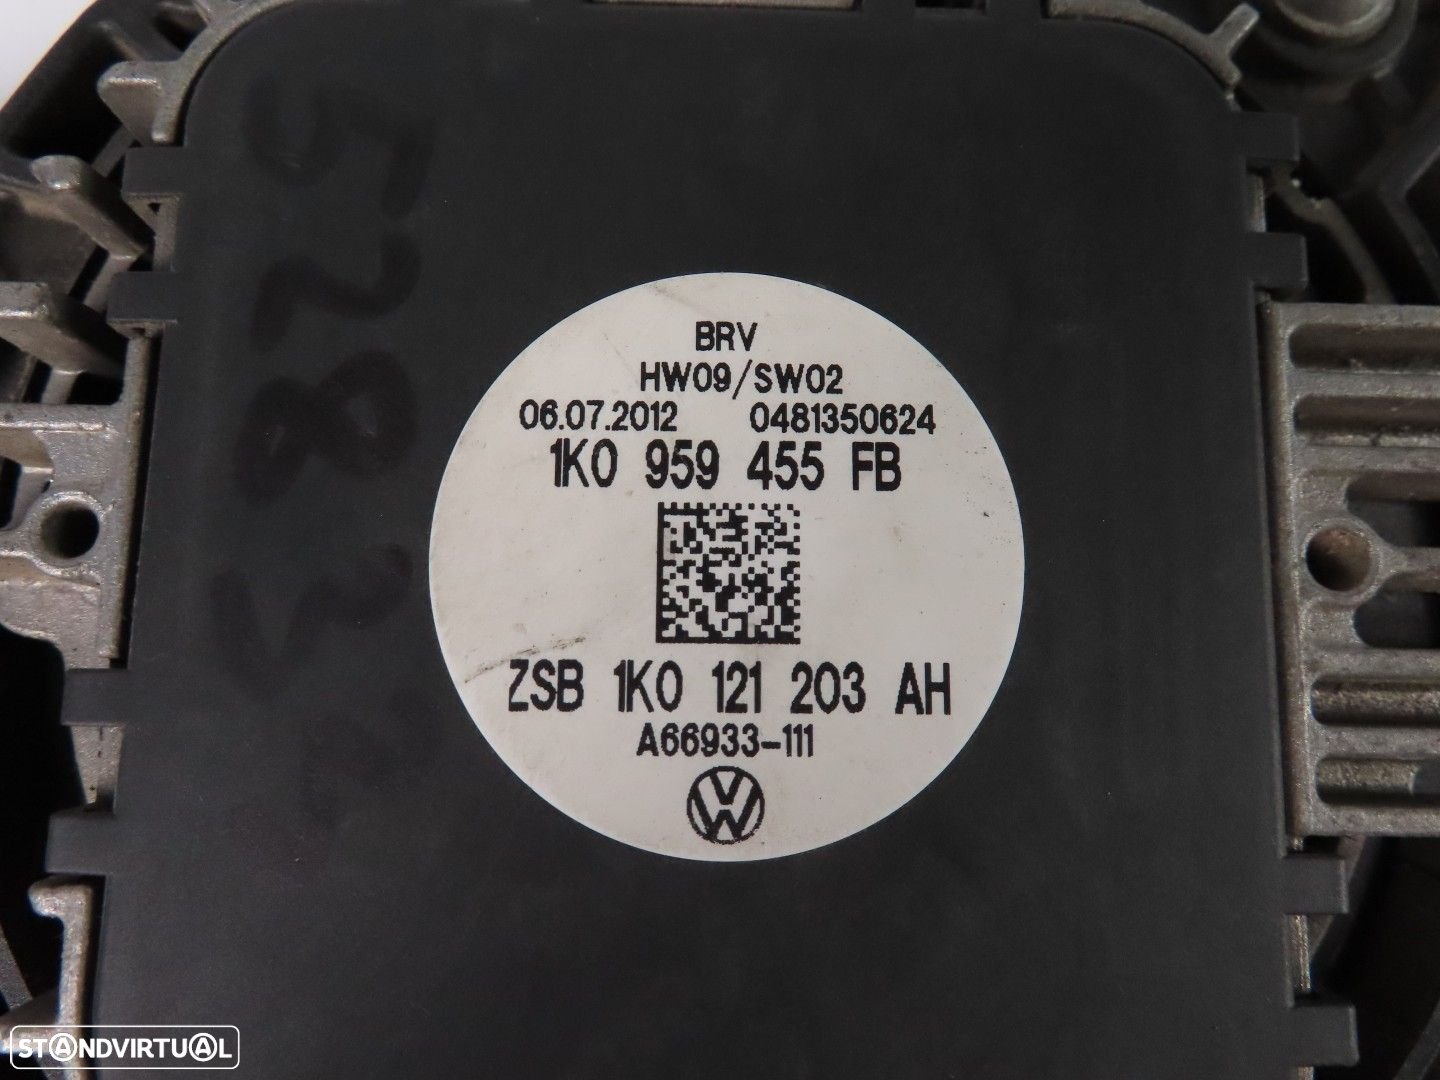 BRV
HW09/SW02
06.07.2012 0481350624
1K0 959 455 FB
ZSB 1K0 121 203 AH
A66933-111
STANDVIRTUAL